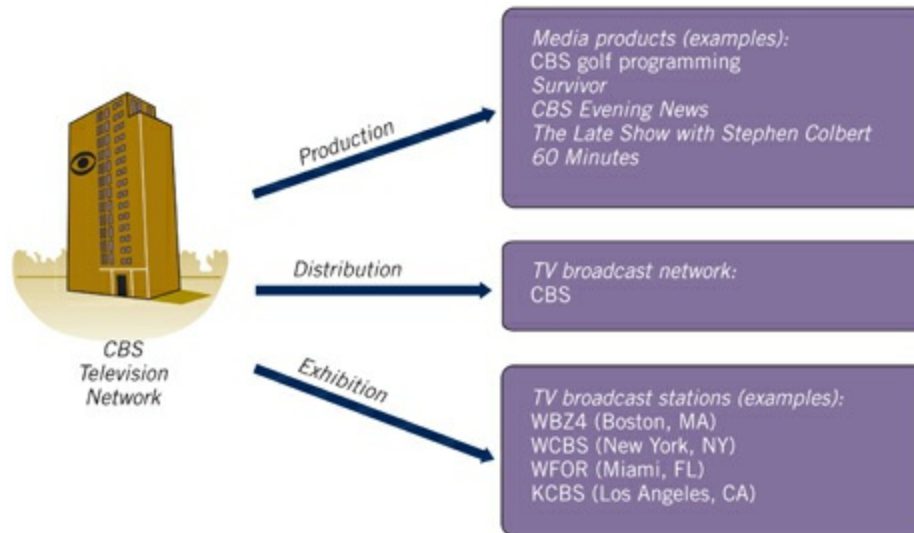 CBS
Television
Network
Production
Media products (examples):
CBS golf programming
Survivor
CBS Evening News
The Late Show with Stephen Colbert
60 Minutes
Distribution
TV broadcast network:
CBS
Exhibition
TV broadcast stations (examples):
WBZ4 (Boston, MA)
WCBS (New York, NY)
WFOR (Miami, FL)
KCBS (Los Angeles, CA)